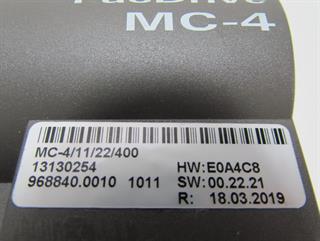 PacDrive
MC-4
MC-4/11/22/400
13130254 HW:E0A4C8
968840.0010 1011 SW:00.22.21
R: 18.03.2019